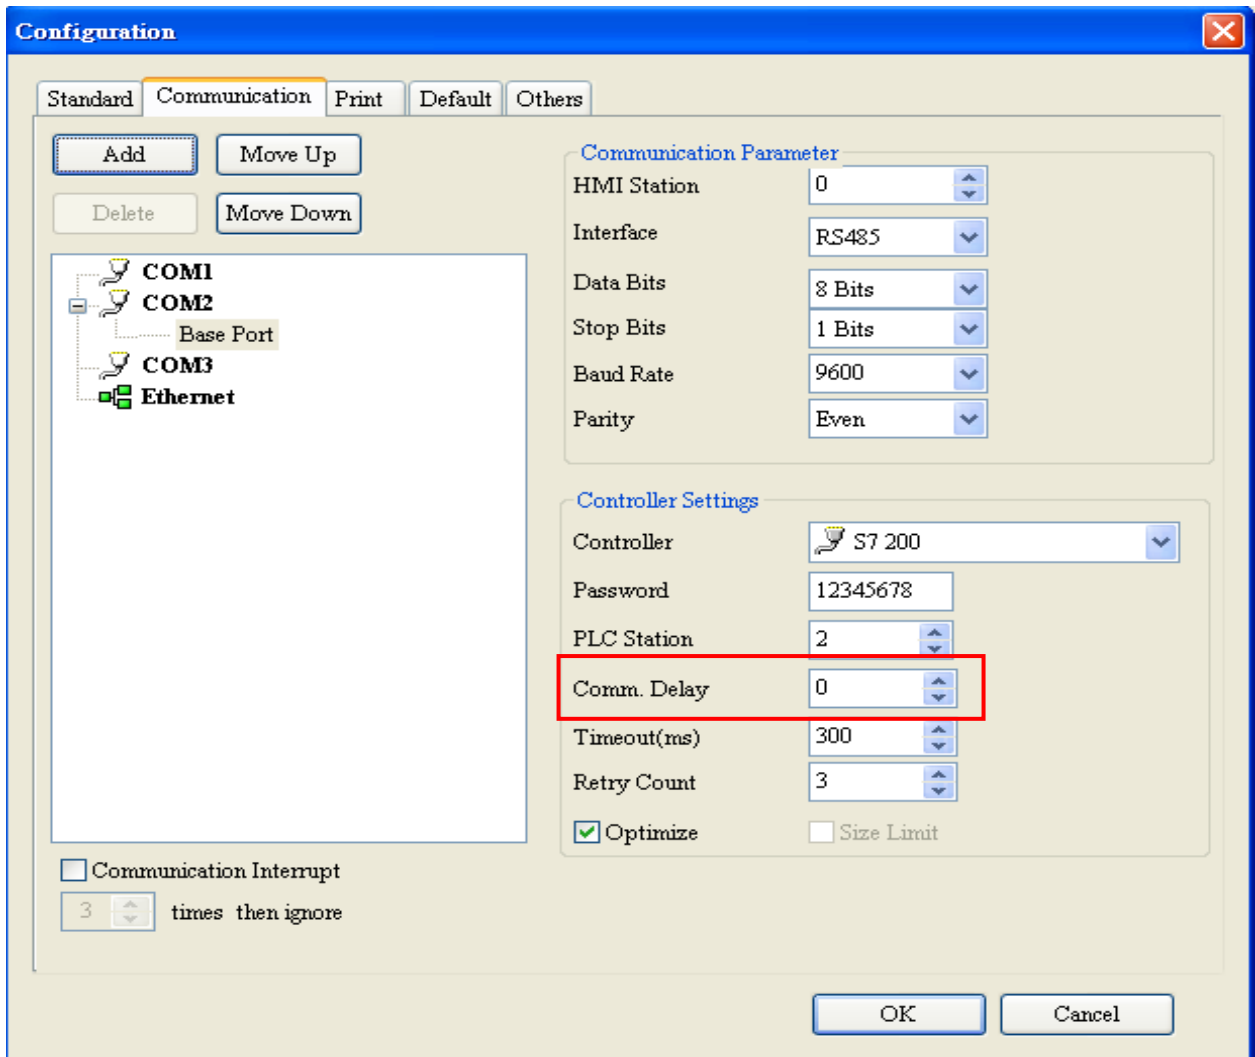 Configuration
Standard Communication Print Default Others
Add Move Up
Delete Move Down
COM1
COM2
Base Port
COM3
Ethernet
Communication Interrupt
3 times then ignore
Communication Parameter
HMI Station 0
Interface RS485
Data Bits 8 Bits
Stop Bits 1 Bits
Baud Rate 9600
Parity Even
Controller Settings
Controller S7 200
Password 12345678
PLC Station 2
Comm. Delay 0
Timeout(ms) 300
Retry Count 3
Optimize Size Limit
OK Cancel